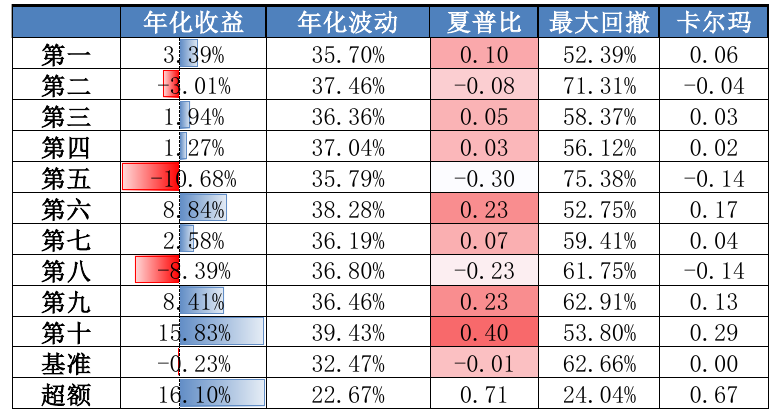 年化收益 年化波动 夏普比 最大回撤 卡尔玛
第一 3.39% 35.70% 0.10 52.39% 0.06
第二 -3.01% 37.46% -0.08 71.31% -0.04
第三 1.94% 36.36% 0.05 58.37% 0.03
第四 1.27% 37.04% 0.03 56.12% 0.02
第五 -10.68% 35.79% -0.30 75.38% -0.14
第六 8.84% 38.28% 0.23 52.75% 0.17
第七 2.58% 36.19% 0.07 59.41% 0.04
第八 -8.39% 36.80% -0.23 61.75% -0.14
第九 8.41% 36.46% 0.23 62.91% 0.13
第十 15.83% 39.43% 0.40 53.80% 0.29
基准 -0.23% 32.47% -0.01 62.66% 0.00
超额 16.10% 22.67% 0.71 24.04% 0.67